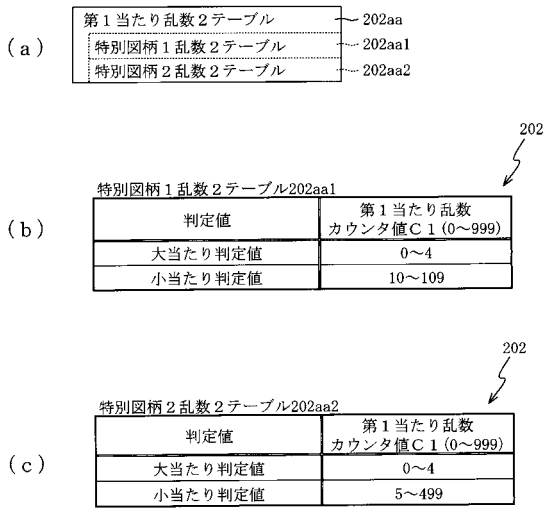 (a)
第1当たり乱数2テーブル 202aa
特別図柄1乱数2テーブル 202aa1
特別図柄2乱数2テーブル 202aa2
202
特別図柄1乱数2テーブル202aa1
(b)
判定値 第1当たり乱数
カウンタ値C1(0～999)
大当たり判定値 0～4
小当たり判定値 10～109
202
特別図柄2乱数2テーブル202aa2
(c)
判定値 第1当たり乱数
カウンタ値C1(0～999)
大当たり判定値 0～4
小当たり判定値 5～499